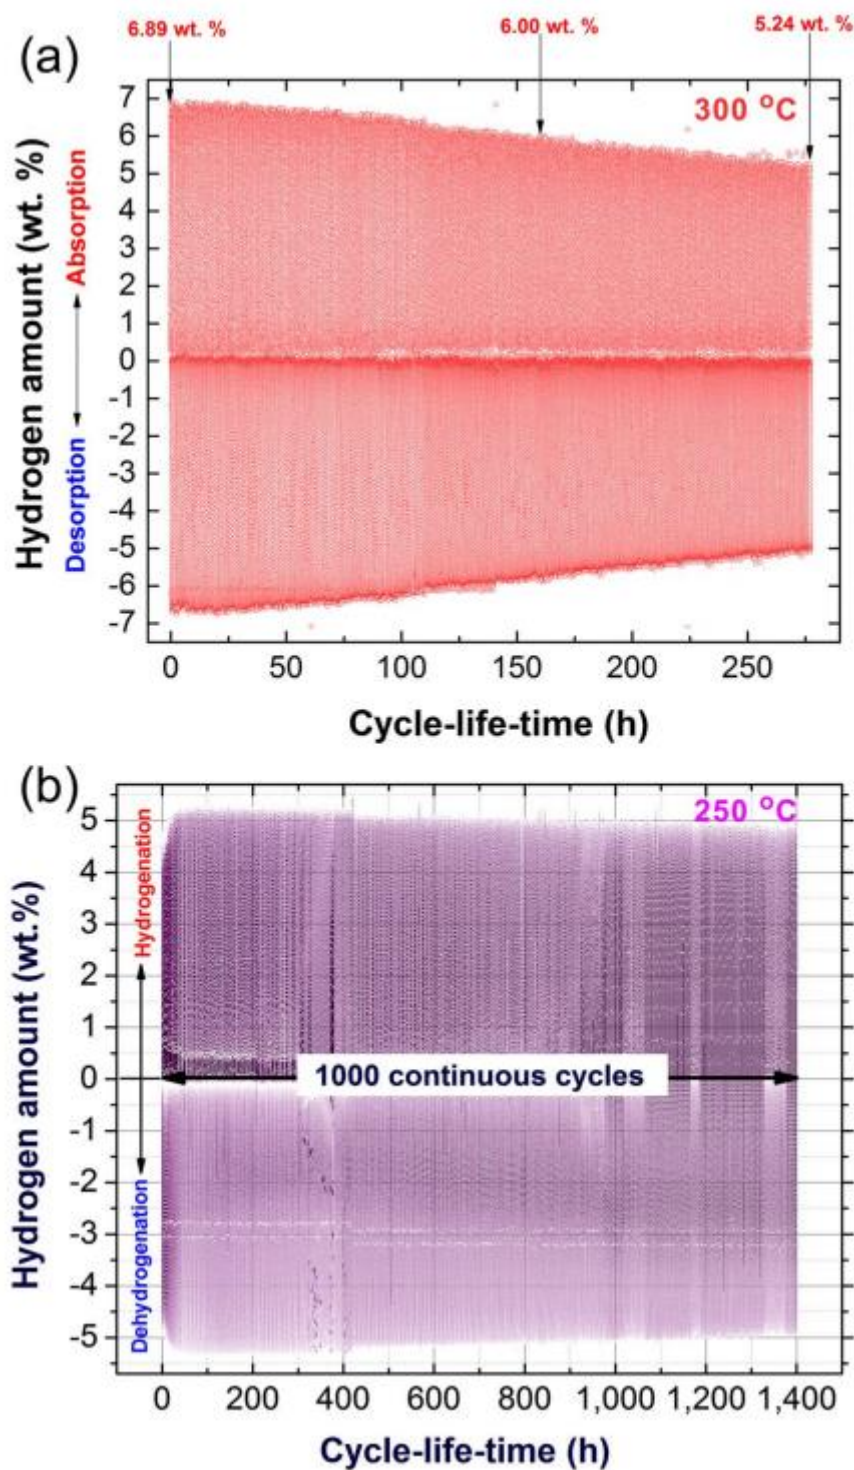 6.89 wt. %
6.00 wt. %
5.24 wt. %
(a)
300 °C
Hydrogen amount (wt. %)
Desorption
Absorption
7
6
5
4
3
2
1
0
-1
-2
-3
-4
-5
-6
-7
0
50
100
150
200
250
Cycle-life-time (h)
(b)
250 °C
Hydrogen amount (wt.%)
Dehydrogenation
Hydrogenation
5
4
3
2
1
0
-1
-2
-3
-4
-5
1000 continuous cycles
0
200
400
600
800
1,000
1,200
1,400
Cycle-life-time (h)